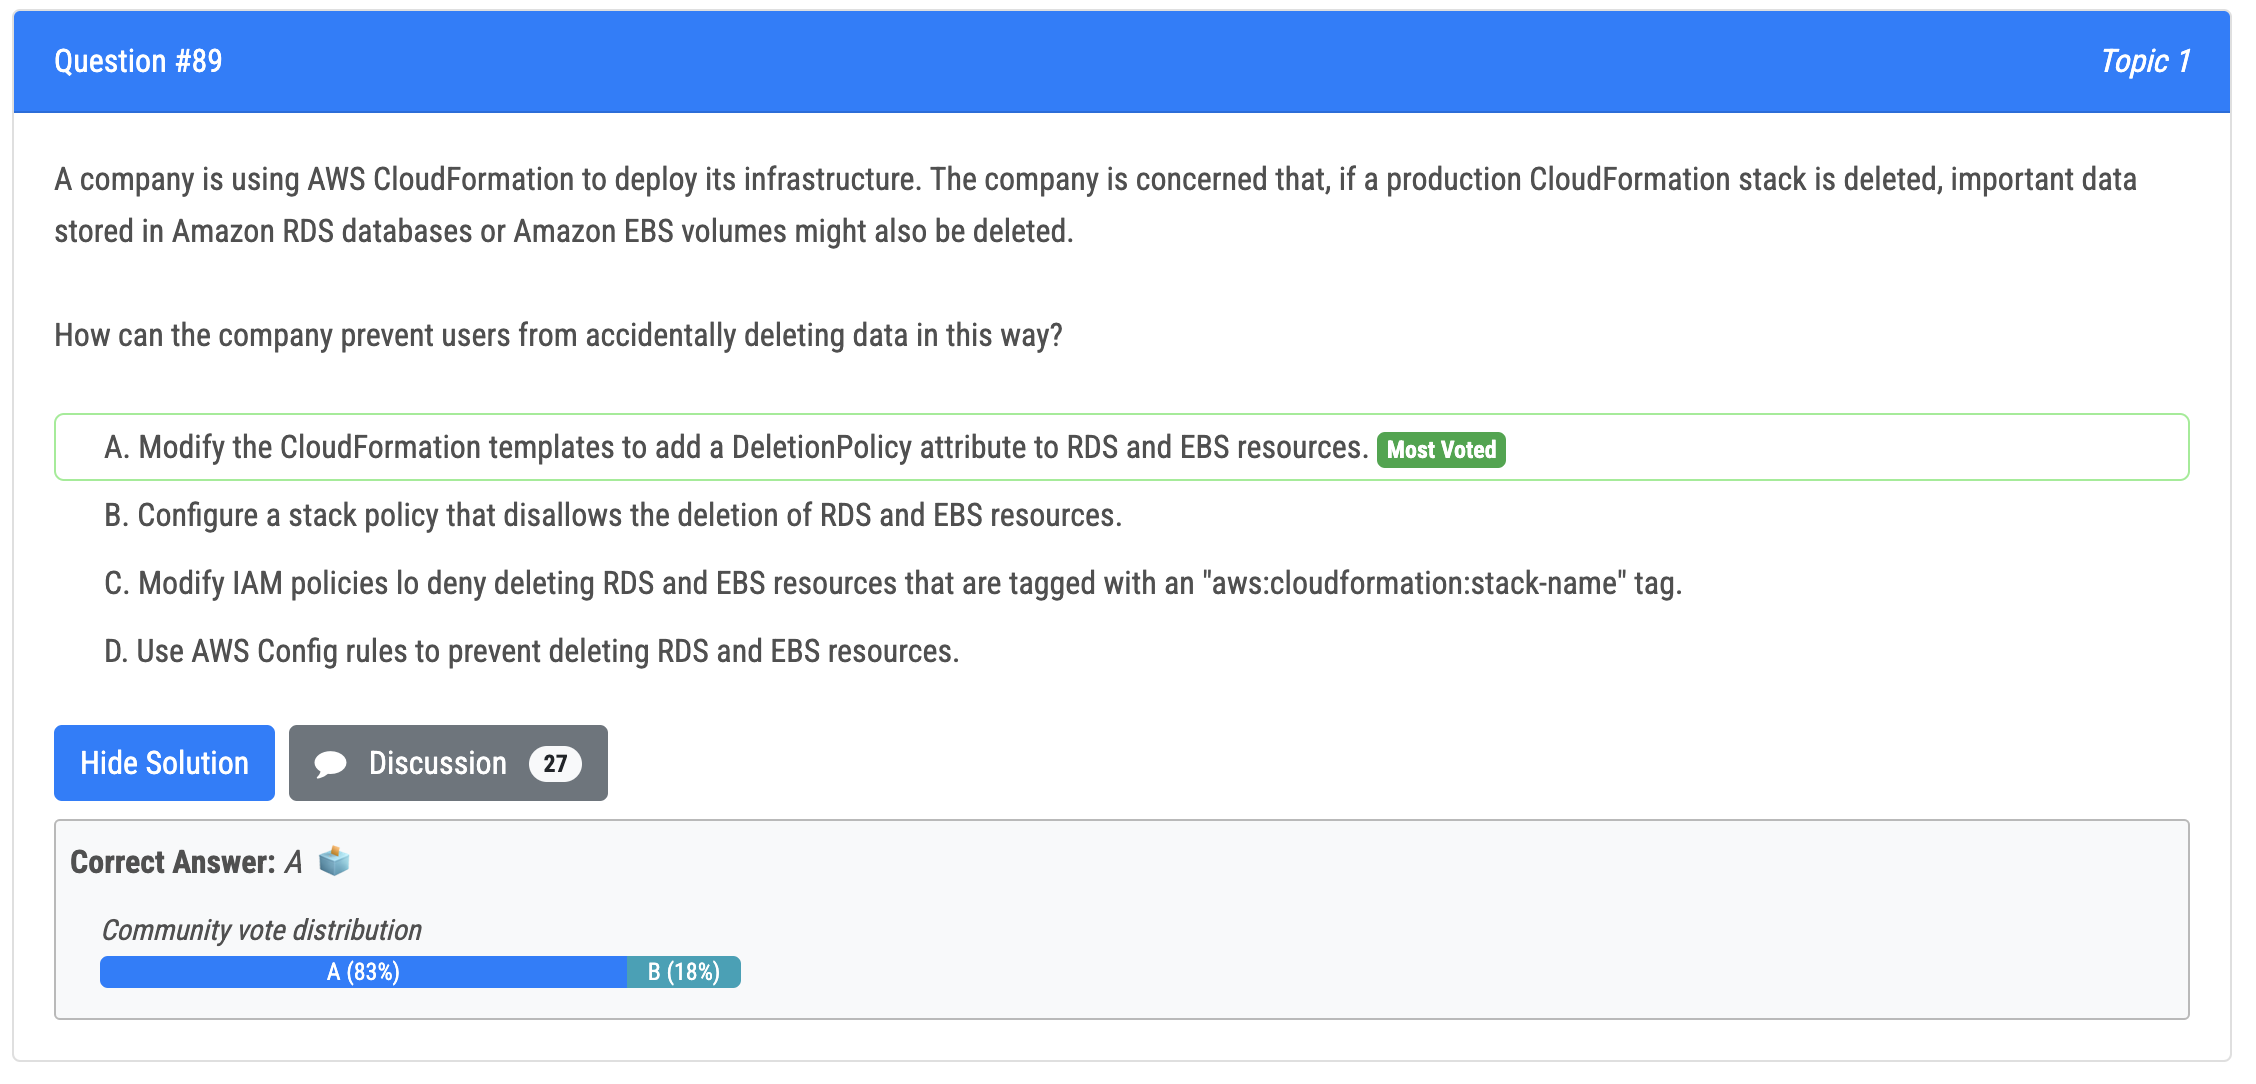 Question #89
Topic 1
A company is using AWS CloudFormation to deploy its infrastructure. The company is concerned that, if a production CloudFormation stack is deleted, important data
stored in Amazon RDS databases or Amazon EBS volumes might also be deleted.
How can the company prevent users from accidentally deleting data in this way?
A. Modify the CloudFormation templates to add a DeletionPolicy attribute to RDS and EBS resources. Most Voted
B. Configure a stack policy that disallows the deletion of RDS and EBS resources.
C. Modify IAM policies lo deny deleting RDS and EBS resources that are tagged with an "aws:cloudformation:stack-name" tag.
D. Use AWS Config rules to prevent deleting RDS and EBS resources.
Hide Solution
Discussion 27
Correct Answer: A
Community vote distribution
A (83%)
B (18%)